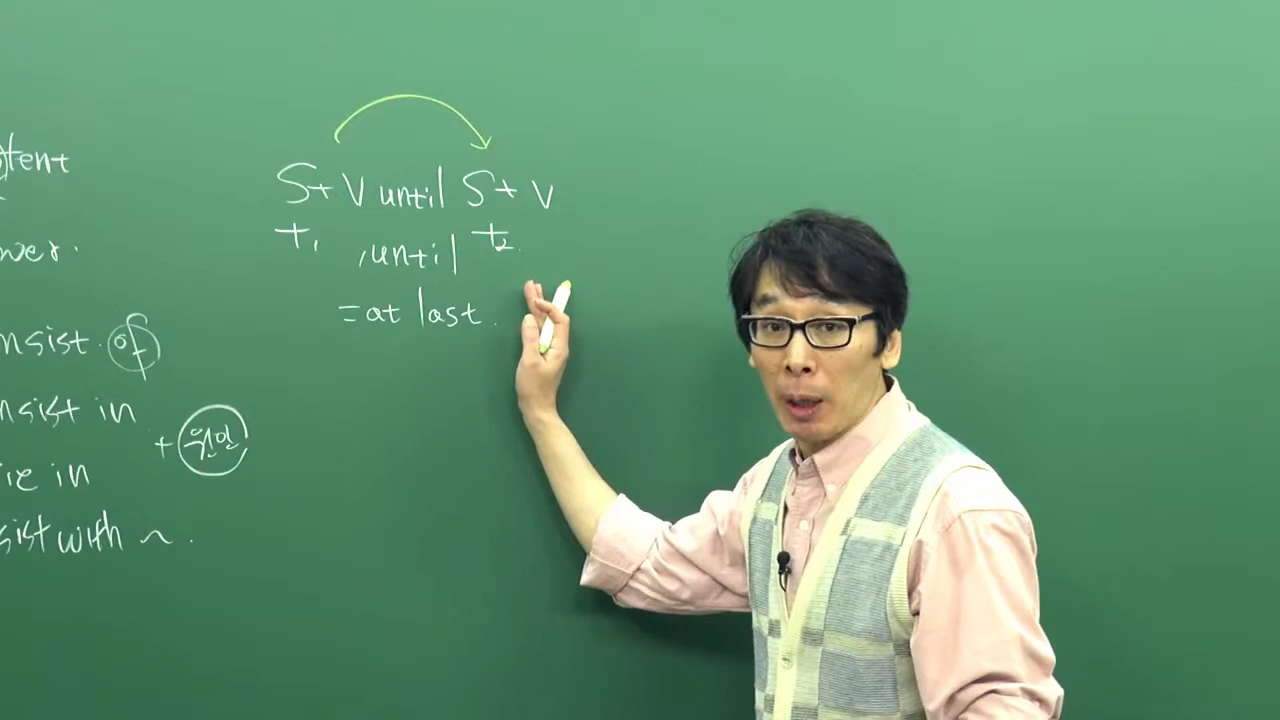 tent
wer.
nsist of
nsist in
+ 원인
ie in
sist with ~.
S + V until S + V
t₁ , until t₂.
= at last.